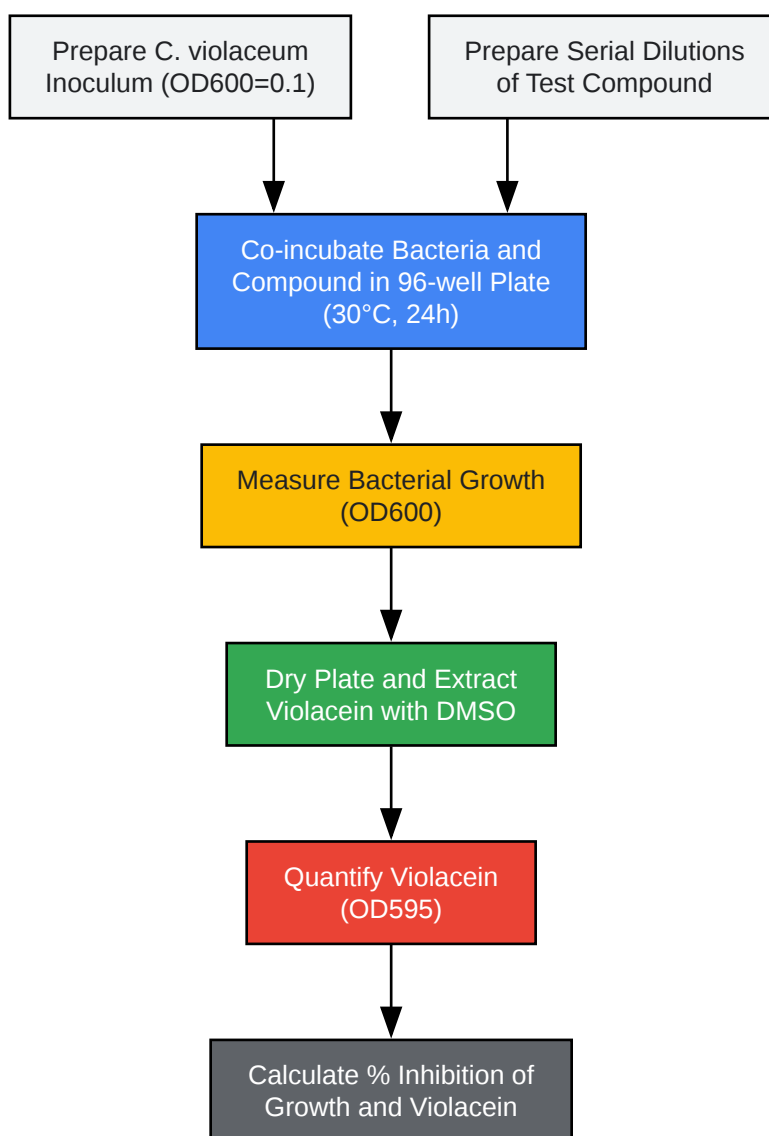 Prepare C. violaceum
Inoculum (OD600=0.1)
Prepare Serial Dilutions
of Test Compound
Co-incubate Bacteria and
Compound in 96-well Plate
(30°C, 24h)
Measure Bacterial Growth
(OD600)
Dry Plate and Extract
Violacein with DMSO
Quantify Violacein
(OD595)
Calculate % Inhibition of
Growth and Violacein